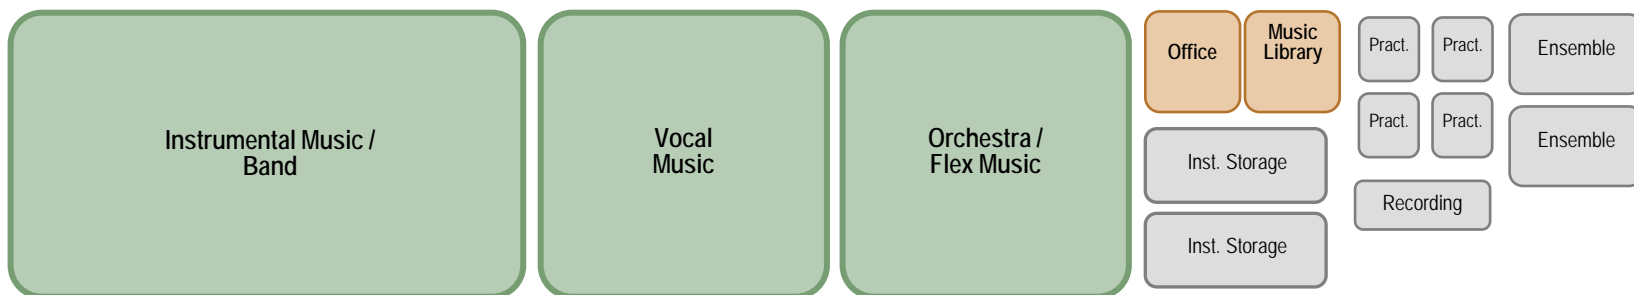 Instrumental Music /
Band
Vocal
Music
Orchestra /
Flex Music
Office
Music
Library
Inst. Storage
Inst. Storage
Pract.
Pract.
Pract.
Pract.
Recording
Ensemble
Ensemble